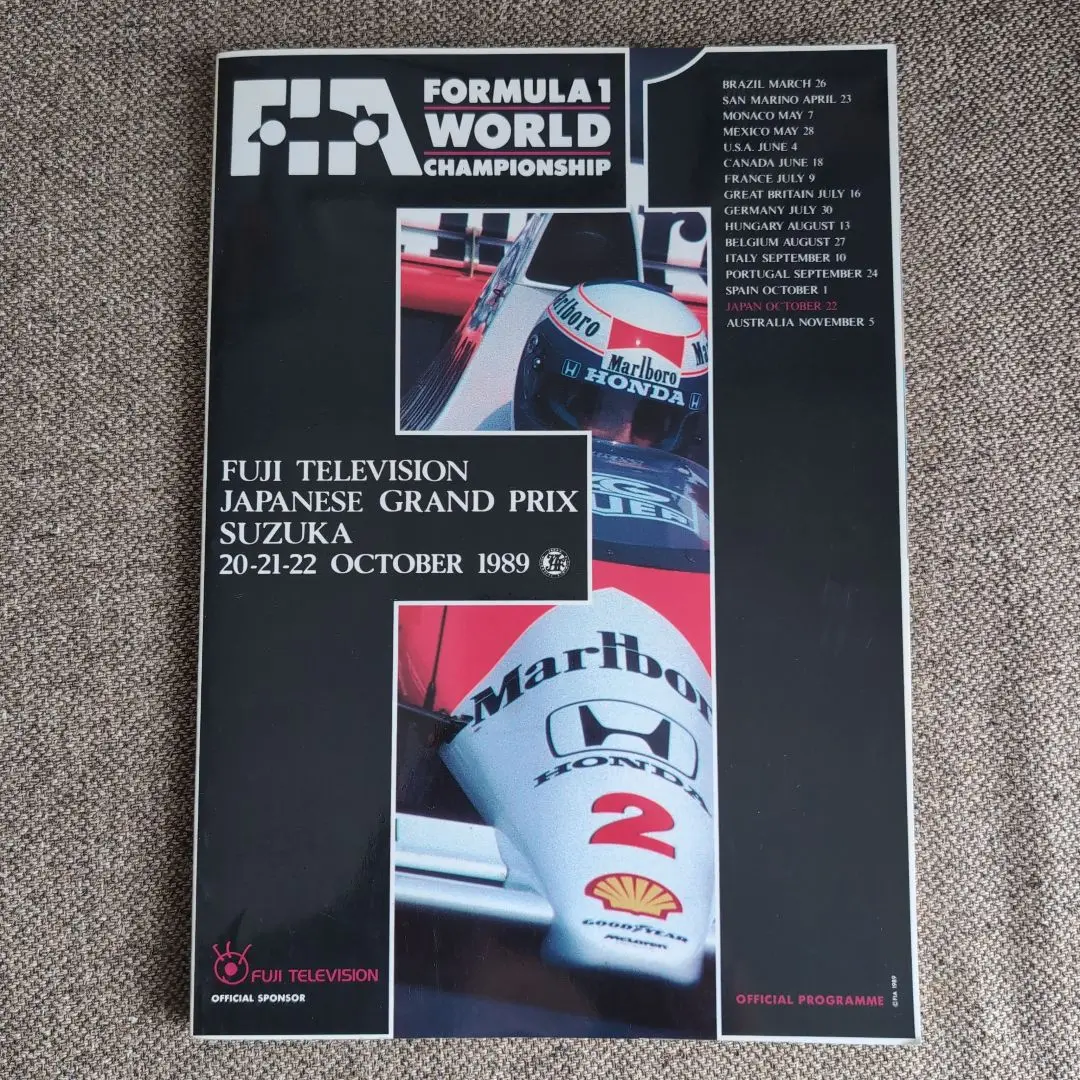 FIA
FORMULA 1
WORLD
CHAMPIONSHIP
1
BRAZIL MARCH 26
SAN MARINO APRIL 23
MONACO MAY 7
MEXICO MAY 28
U.S.A. JUNE 4
CANADA JUNE 18
FRANCE JULY 9
GREAT BRITAIN JULY 16
GERMANY JULY 30
HUNGARY AUGUST 13
BELGIUM AUGUST 27
ITALY SEPTEMBER 10
PORTUGAL SEPTEMBER 24
SPAIN OCTOBER 1
JAPAN OCTOBER 22
AUSTRALIA NOVEMBER 5
Marlboro
Marlboro
HONDA
FUJI TELEVISION
JAPANESE GRAND PRIX
SUZUKA
20-21-22 OCTOBER 1989
Marlboro
HONDA
2
GOODYEAR
McLaren
FUJI TELEVISION
OFFICIAL SPONSOR
OFFICIAL PROGRAMME
©FIA 1989